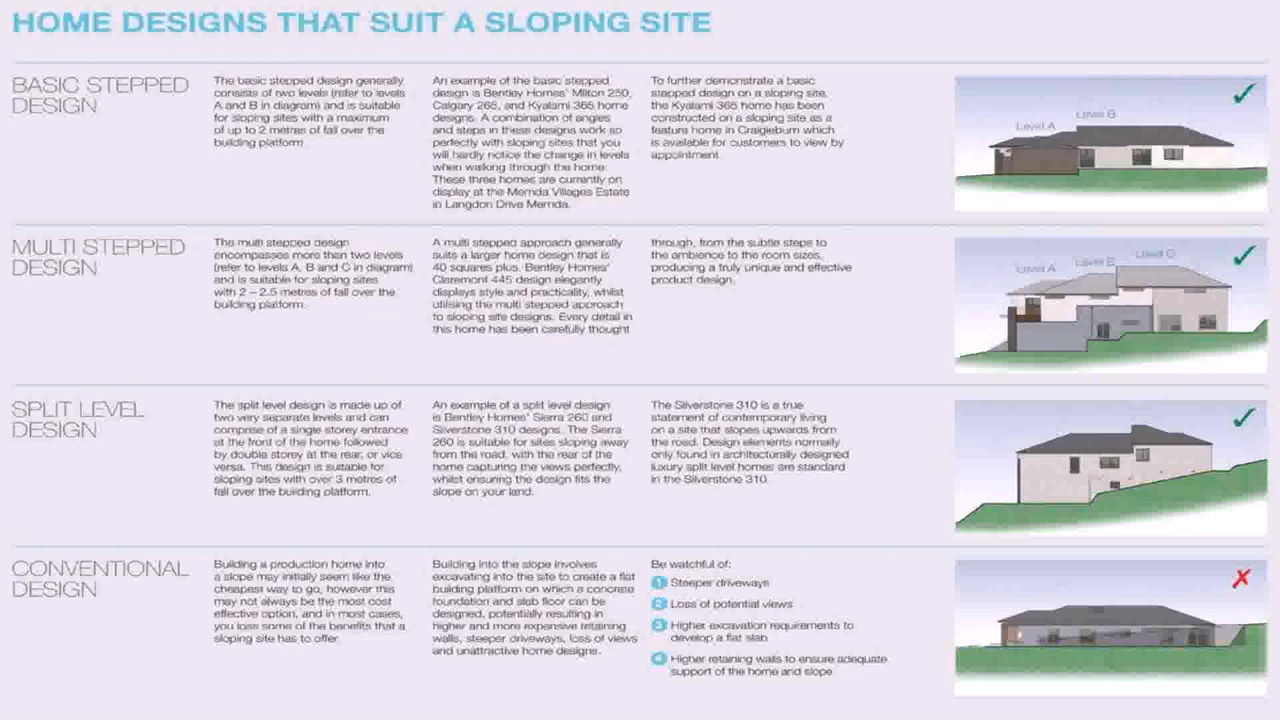 HOME DESIGNS THAT SUIT A SLOPING SITE
BASIC STEPPED
DESIGN
The basic stepped design generally
consists of two levels (refer to levels
A and B in diagram) and is suitable
for sloping sites with a maximum
of up to 2 metres of fall over the
building platform.
An example of the basic stepped
design is Bentley Homes' Milton 250,
Calgary 265, and Kyalami 365 home
designs. A combination of angles
and steps in these designs work so
perfectly with sloping sites that you
will hardly notice the change in levels
when walking through the home.
These three homes are currently on
display at the Mernda Villages Estate
in Langdon Drive Mernda.
To further demonstrate a basic
stepped design on a sloping site,
the Kyalami 365 home has been
constructed on a sloping site as a
feature home in Craigieburn which
is available for customers to view by
appointment.
Level A
Level B
MULTI STEPPED
DESIGN
The multi stepped design
encompasses more than two levels
(refer to levels A, B and C in diagram)
and is suitable for sloping sites
with 2 – 2.5 metres of fall over the
building platform.
A multi stepped approach generally
suits a larger home design that is
40 squares plus. Bentley Homes'
Claremont 445 design elegantly
displays style and practicality, whilst
utilising the multi stepped approach
to sloping site designs. Every detail in
this home has been carefully thought
through, from the subtle steps to
the ambience to the room sizes,
producing a truly unique and effective
product design.
Level A
Level B
Level C
SPLIT LEVEL
DESIGN
The split level design is made up of
two very separate levels and can
comprise of a single storey entrance
at the front of the home followed
by double storey at the rear, or vice
versa. This design is suitable for
sloping sites with over 3 metres of
fall over the building platform.
An example of a split level design
is Bentley Homes' Sierra 260 and
Silverstone 310 designs. The Sierra
260 is suitable for sites sloping away
from the road, with the rear of the
home capturing the views perfectly,
whilst ensuring the design fits the
slope on your land.
The Silverstone 310 is a true
statement of contemporary living
on a site that slopes upwards from
the road. Design elements normally
only found in architecturally designed
luxury split level homes are standard
in the Silverstone 310.
CONVENTIONAL
DESIGN
Building a production home into
a slope may initially seem like the
cheapest way to go, however this
may not always be the most cost
effective option, and in most cases,
you lose some of the benefits that a
sloping site has to offer.
Building into the slope involves
excavating into the site to create a flat
building platform on which a concrete
foundation and slab floor can be
designed, potentially resulting in
higher and more expensive retaining
walls, steeper driveways, loss of views
and unattractive home designs.
Be watchful of:
1 Steeper driveways
2 Loss of potential views
3 Higher excavation requirements to
develop a flat slab
4 Higher retaining walls to ensure adequate
support of the home and slope